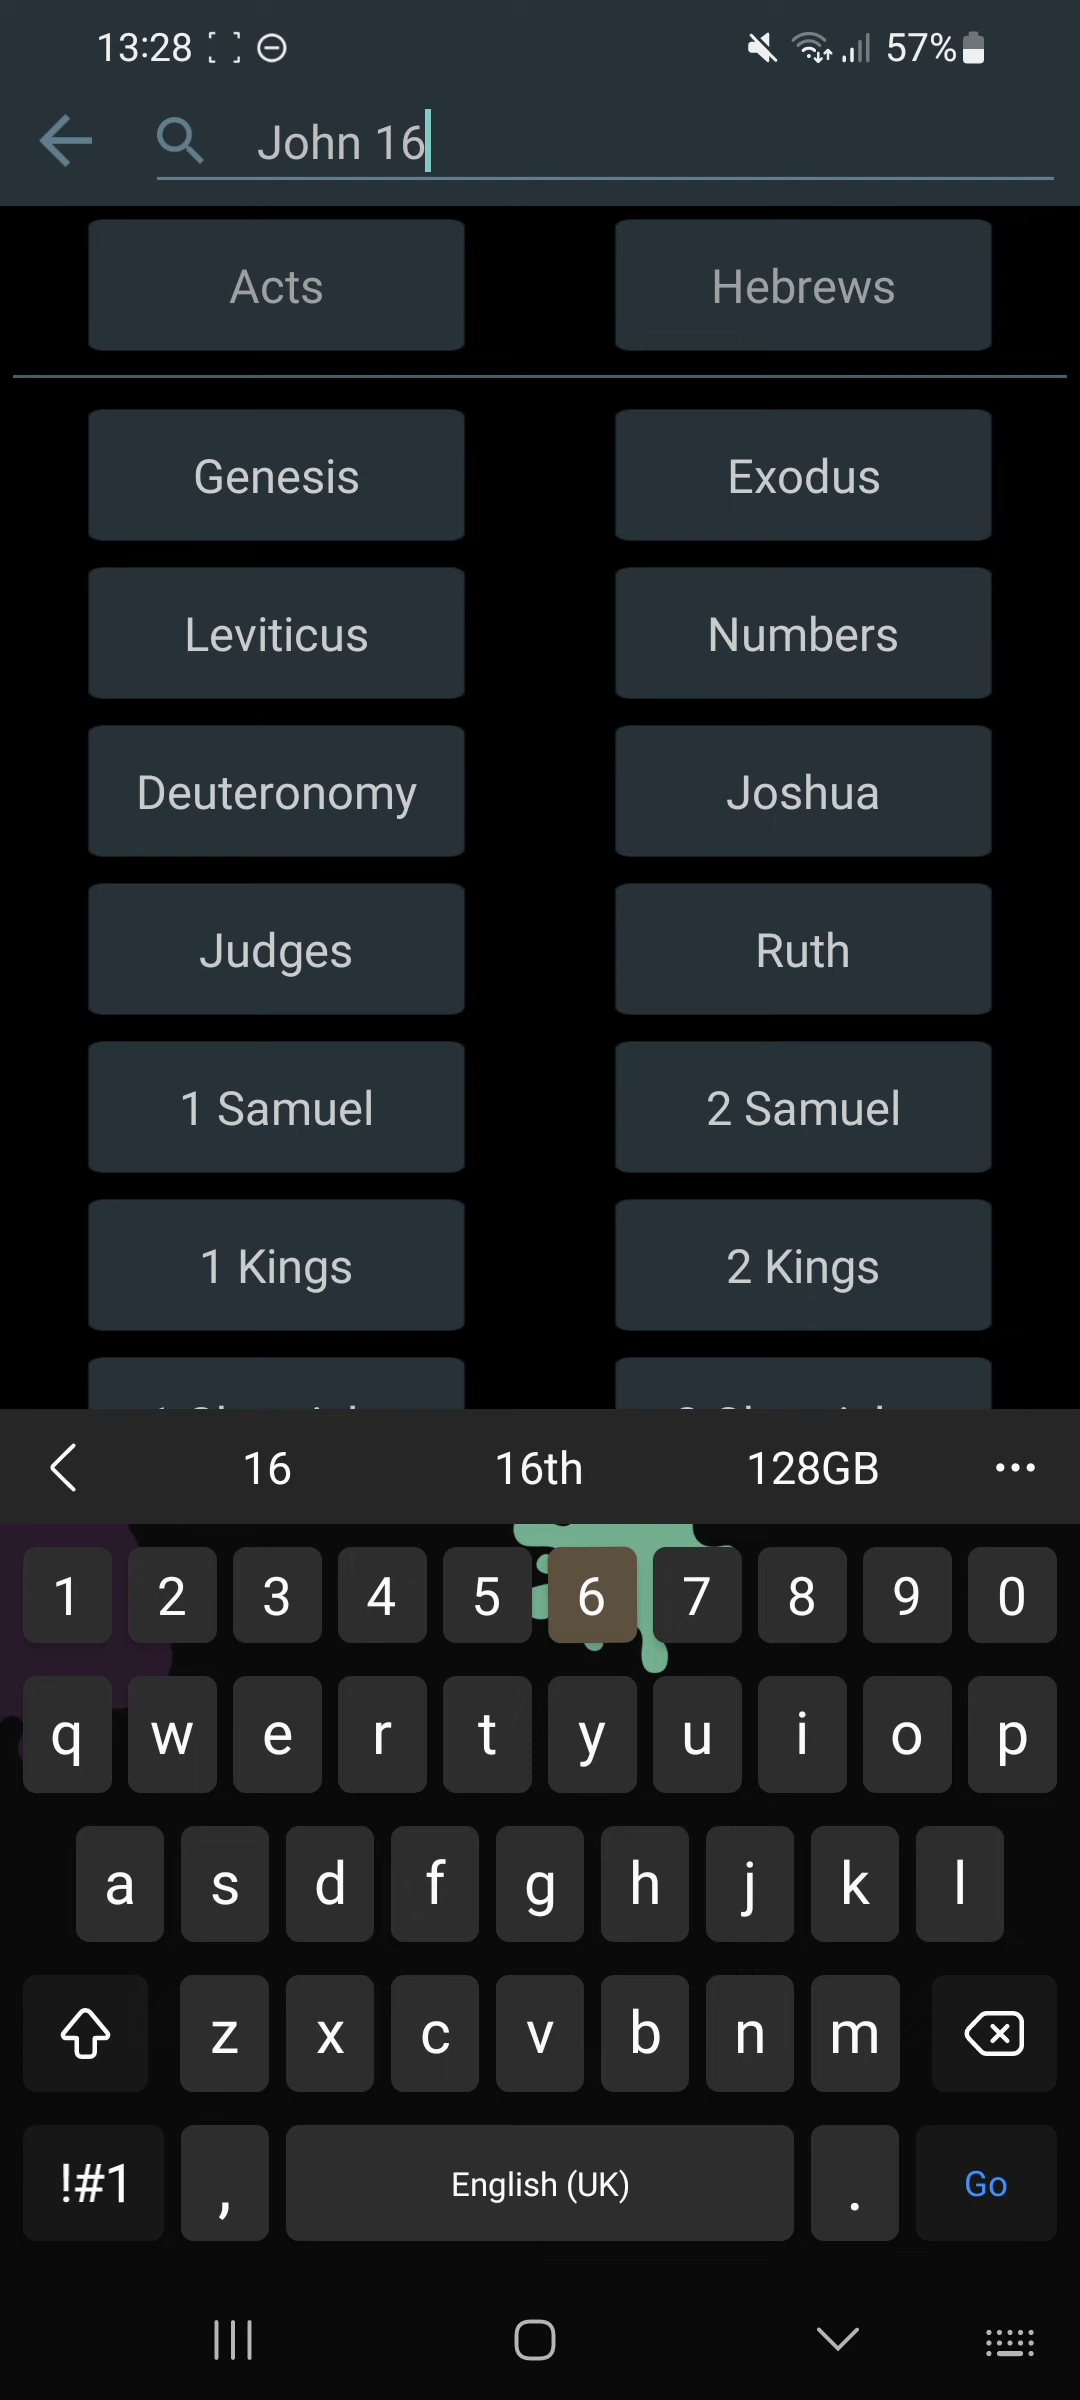 13:28 57%
John 16
Acts Hebrews
Genesis Exodus
Leviticus Numbers
Deuteronomy Joshua
Judges Ruth
1 Samuel 2 Samuel
1 Kings 2 Kings
16 16th 128GB
1 2 3 4 5 6 7 8 9 0
q w e r t y u i o p
a s d f g h j k l
z x c v b n m
!#1 , English (UK) . Go